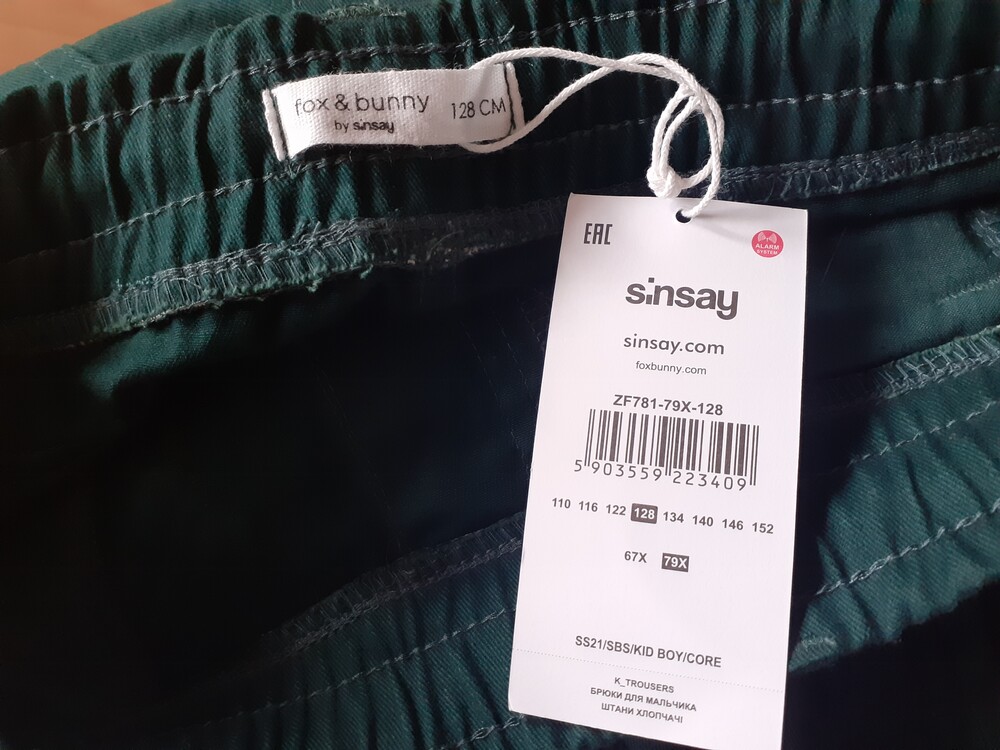 fox & bunny 128 CM
by sinsay
EAC
ALARM
SYSTEM
sinsay
sinsay.com
foxbunny.com
ZF781-79X-128
5 903559 223409
110 116 122 128 134 140 146 152
67X 79X
SS21/SBS/KID BOY/CORE
K_TROUSERS
БРЮКИ ДЛЯ МАЛЬЧИКА
ШТАНИ ХЛОПЧАЧІ